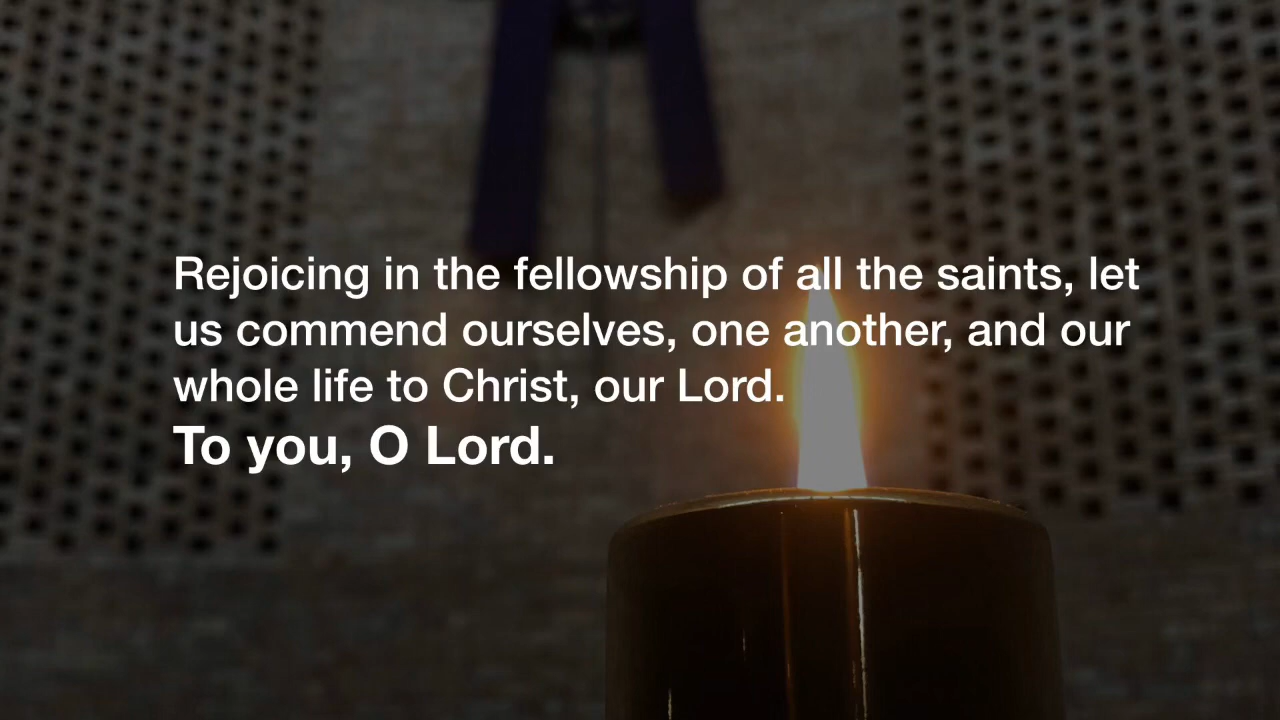 Rejoicing in the fellowship of all the saints, let
us commend ourselves, one another, and our
whole life to Christ, our Lord.
To you, O Lord.